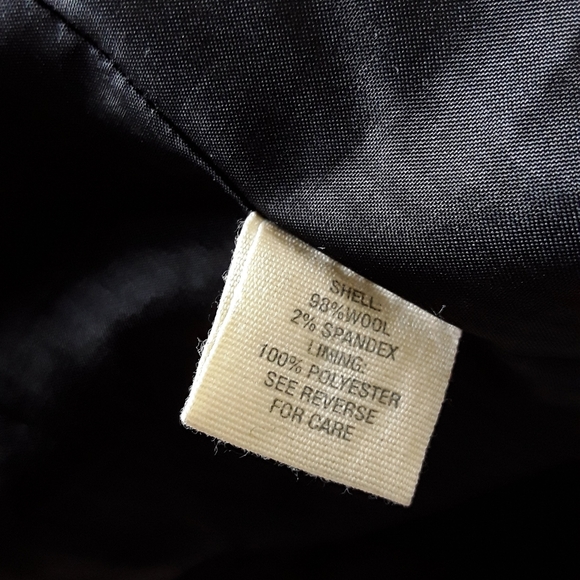 SHELL:
98%WOOL
2% SPANDEX
LINING:
100% POLYESTER
SEE REVERSE
FOR CARE